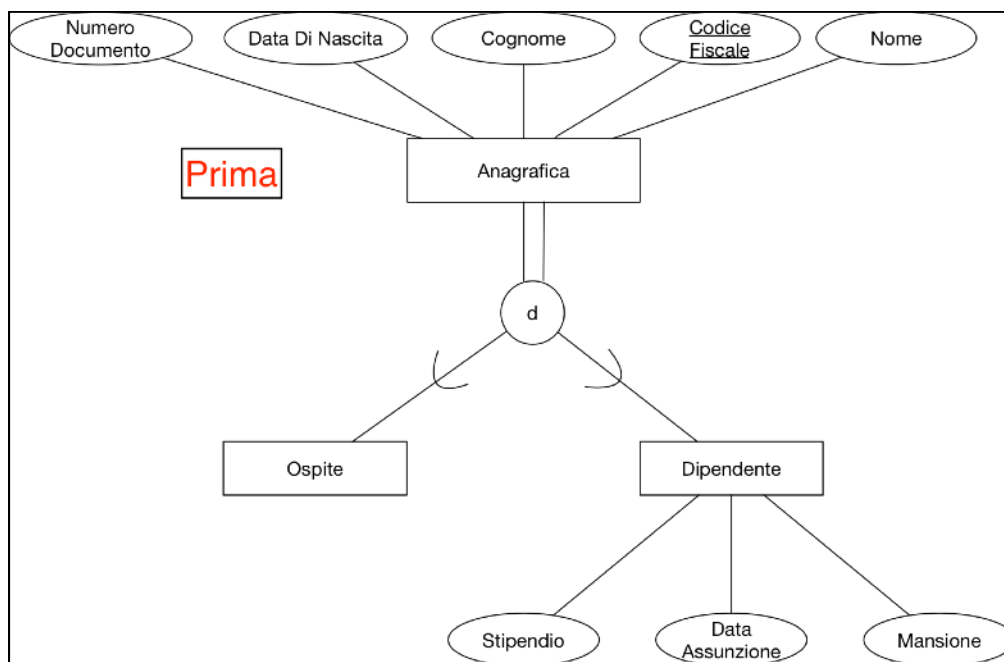 Numero
Documento
Data Di Nascita
Cognome
Codice
Fiscale
Nome
Prima
Anagrafica
d
Ospite
Dipendente
Stipendio
Data
Assunzione
Mansione